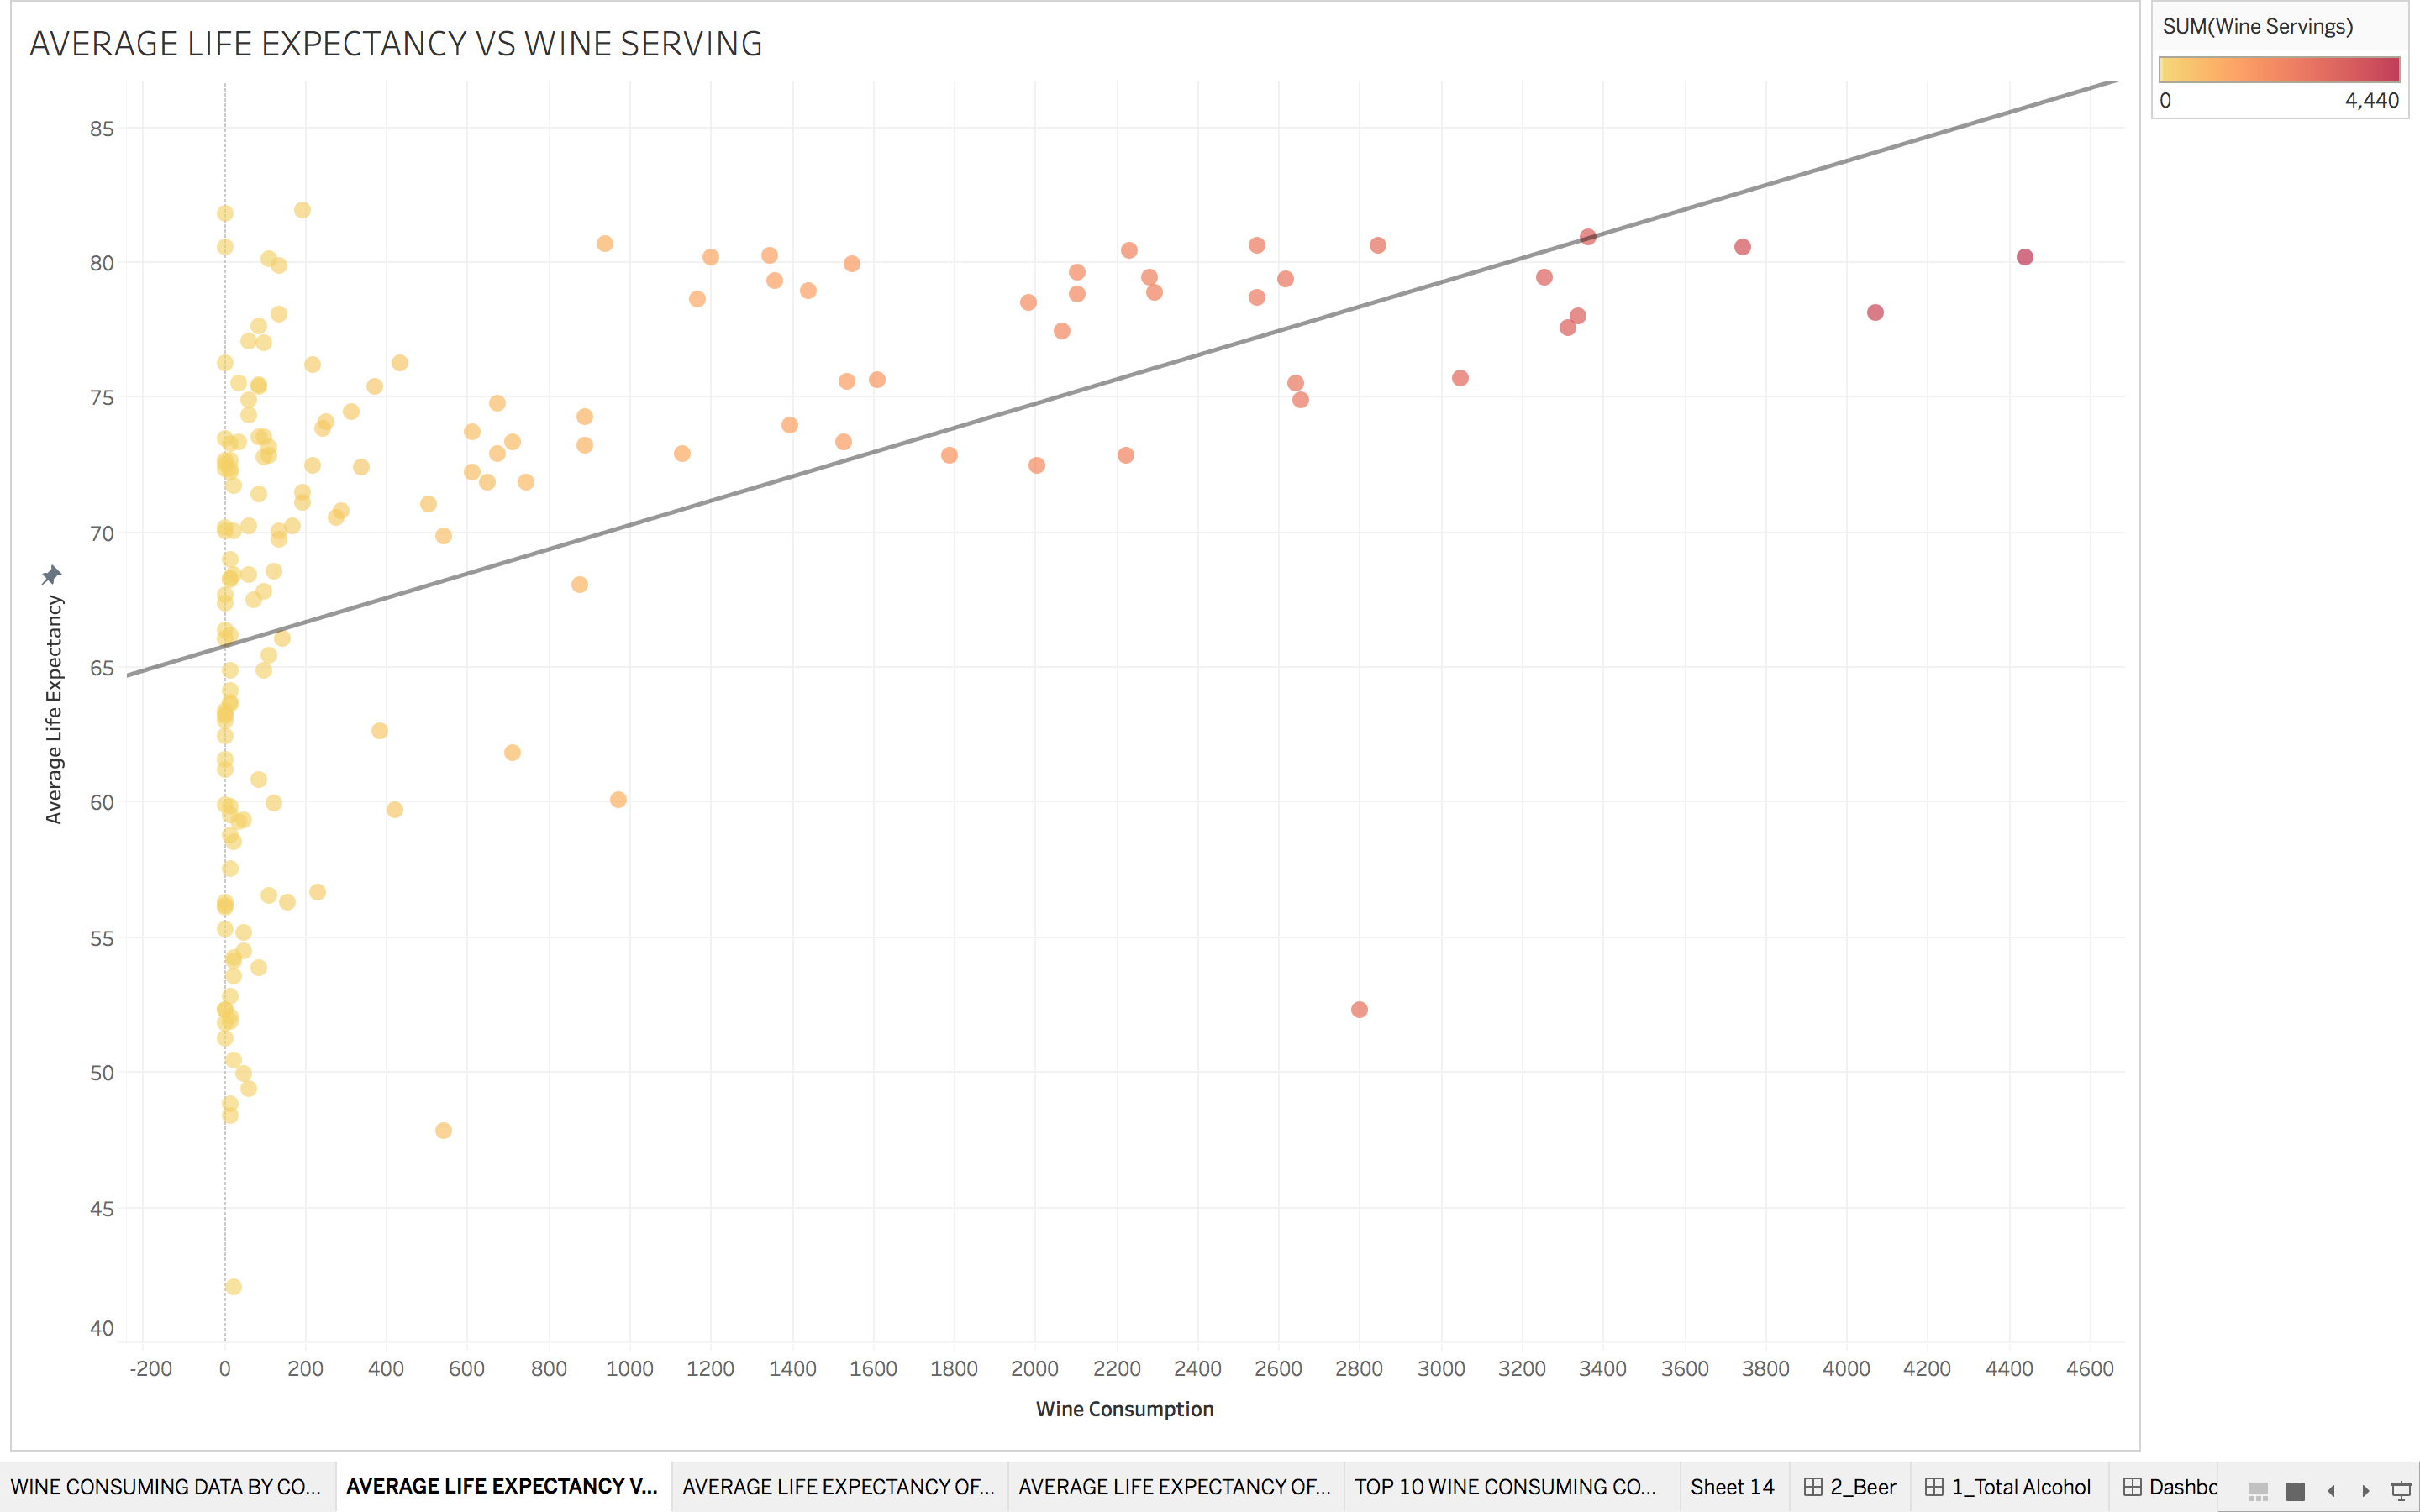 AVERAGE LIFE EXPECTANCY VS WINE SERVING
SUM(Wine Servings)
0 4,440
Average Life Expectancy
85
80
75
70
65
60
55
50
45
40
-200 0 200 400 600 800 1000 1200 1400 1600 1800 2000 2200 2400 2600 2800 3000 3200 3400 3600 3800 4000 4200 4400 4600
Wine Consumption
WINE CONSUMING DATA BY CO... AVERAGE LIFE EXPECTANCY V... AVERAGE LIFE EXPECTANCY OF... AVERAGE LIFE EXPECTANCY OF... TOP 10 WINE CONSUMING CO... Sheet 14 2_Beer 1_Total Alcohol Dashbo